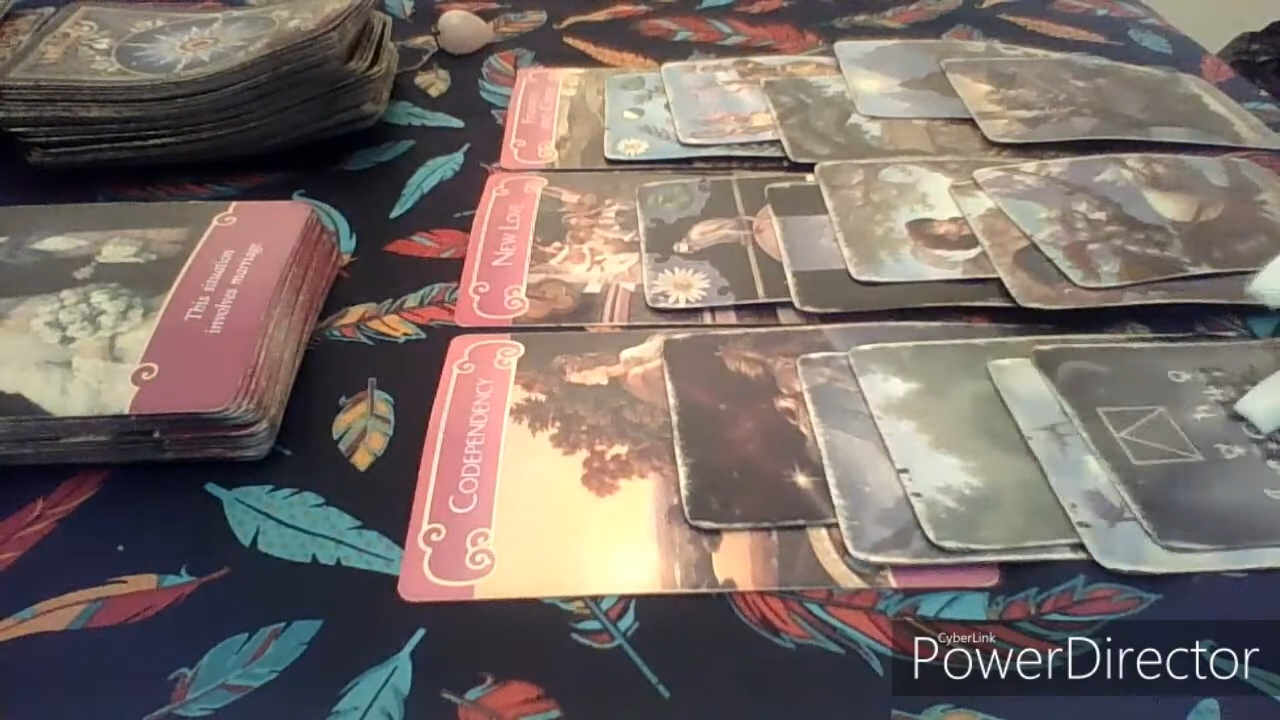 This situation
involves marriage.
NEW LOVE
CODEPENDENCY
CyberLink
PowerDirector